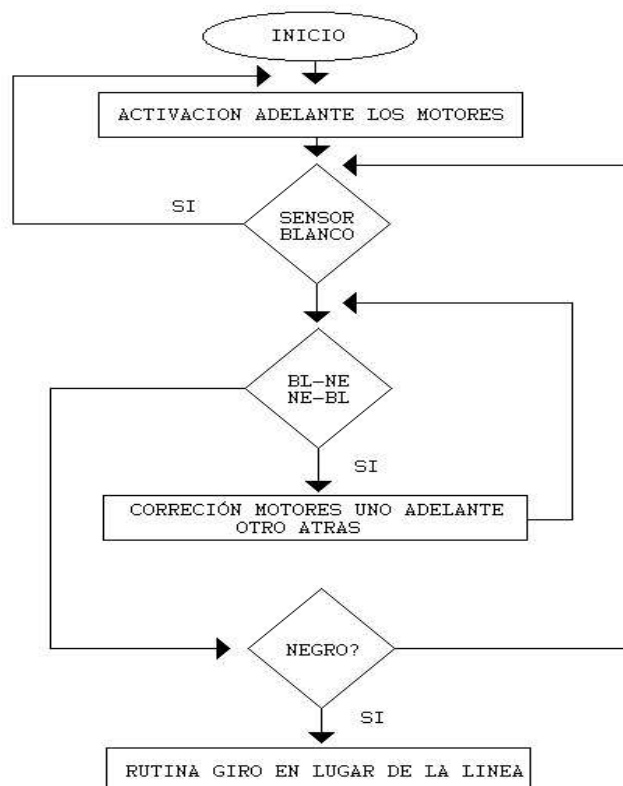 INICIO
ACTIVACION ADELANTE LOS MOTORES
SI
SENSOR
BLANCO
BL-NE
NE-BL
SI
CORRECIÓN MOTORES UNO ADELANTE
OTRO ATRAS
NEGRO?
SI
RUTINA GIRO EN LUGAR DE LA LINEA